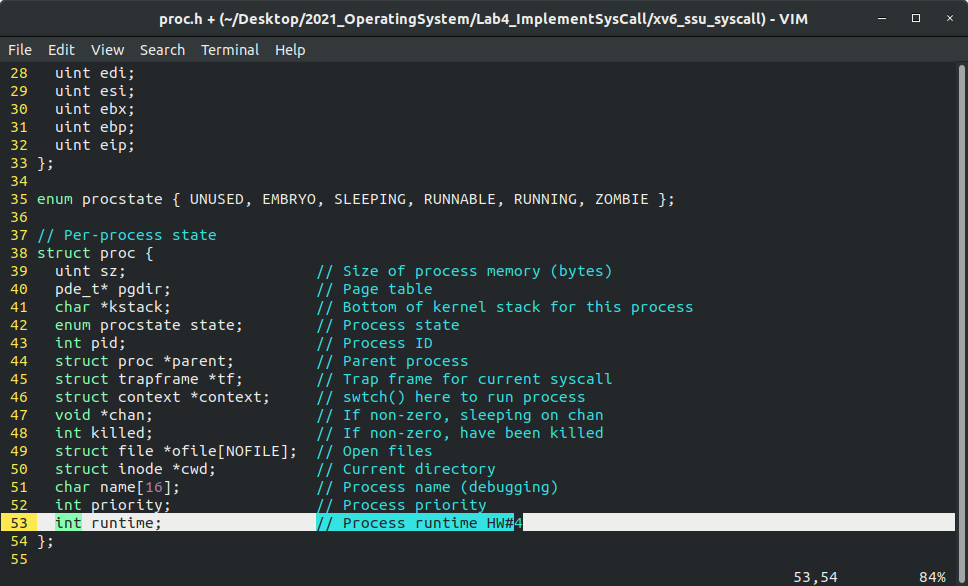 proc.h + (~/Desktop/2021_OperatingSystem/Lab4_ImplementSysCall/xv6_ssu_syscall) - VIM
File Edit View Search Terminal Help
28   uint edi;
29   uint esi;
30   uint ebx;
31   uint ebp;
32   uint eip;
33 };
34
35 enum procstate { UNUSED, EMBRYO, SLEEPING, RUNNABLE, RUNNING, ZOMBIE };
36
37 // Per-process state
38 struct proc {
39   uint sz;                     // Size of process memory (bytes)
40   pde_t* pgdir;                // Page table
41   char *kstack;                // Bottom of kernel stack for this process
42   enum procstate state;        // Process state
43   int pid;                     // Process ID
44   struct proc *parent;         // Parent process
45   struct trapframe *tf;        // Trap frame for current syscall
46   struct context *context;     // swtch() here to run process
47   void *chan;                  // If non-zero, sleeping on chan
48   int killed;                  // If non-zero, have been killed
49   struct file *ofile[NOFILE];  // Open files
50   struct inode *cwd;           // Current directory
51   char name[16];               // Process name (debugging)
52   int priority;                // Process priority
53   int runtime;                 // Process runtime HW#4
54 };
55
53,54 84%